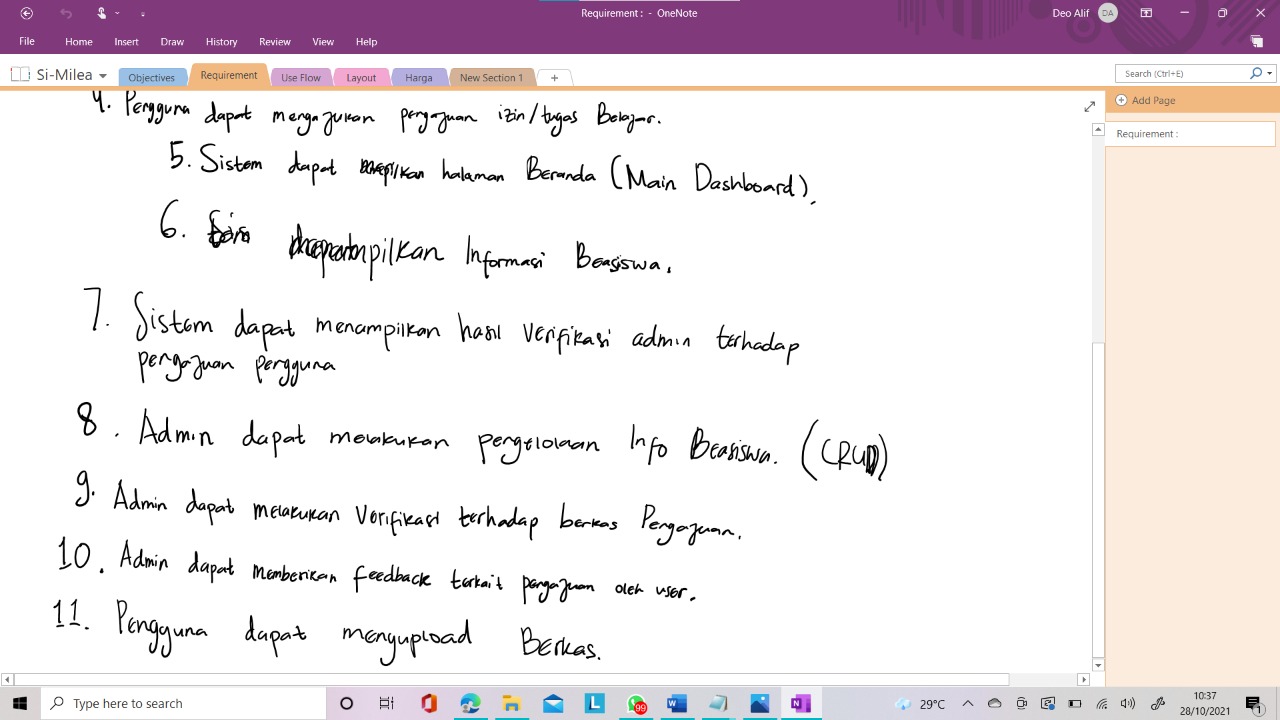 Requirement : - OneNote
Deo Alif
DA
File Home Insert Draw History Review View Help
Si-Milea
Objectives Requirement Use Flow Layout Harga New Section 1 +
Search (Ctrl+E)
Add Page
Requirement :
4. Pengguna dapat mengajukan pengajuan izin/tugas Belajar.
5. Sistem dapat halaman Beranda (Main Dashboard).
6. Informasi Beasiswa.
7. Sistem dapat menampilkan hasil verifikasi admin terhadap
pengajuan pengguna
8. Admin dapat melakukan pengelolaan Info Beasiswa. (CRUD)
9. Admin dapat melakukan Verifikasi terhadap berkas Pengajuan.
10. Admin dapat memberikan feedback terkait pengajuan oleh user.
11. Pengguna dapat mengupload Berkas.
Type here to search
99
29°C
10:37
28/10/2021
1